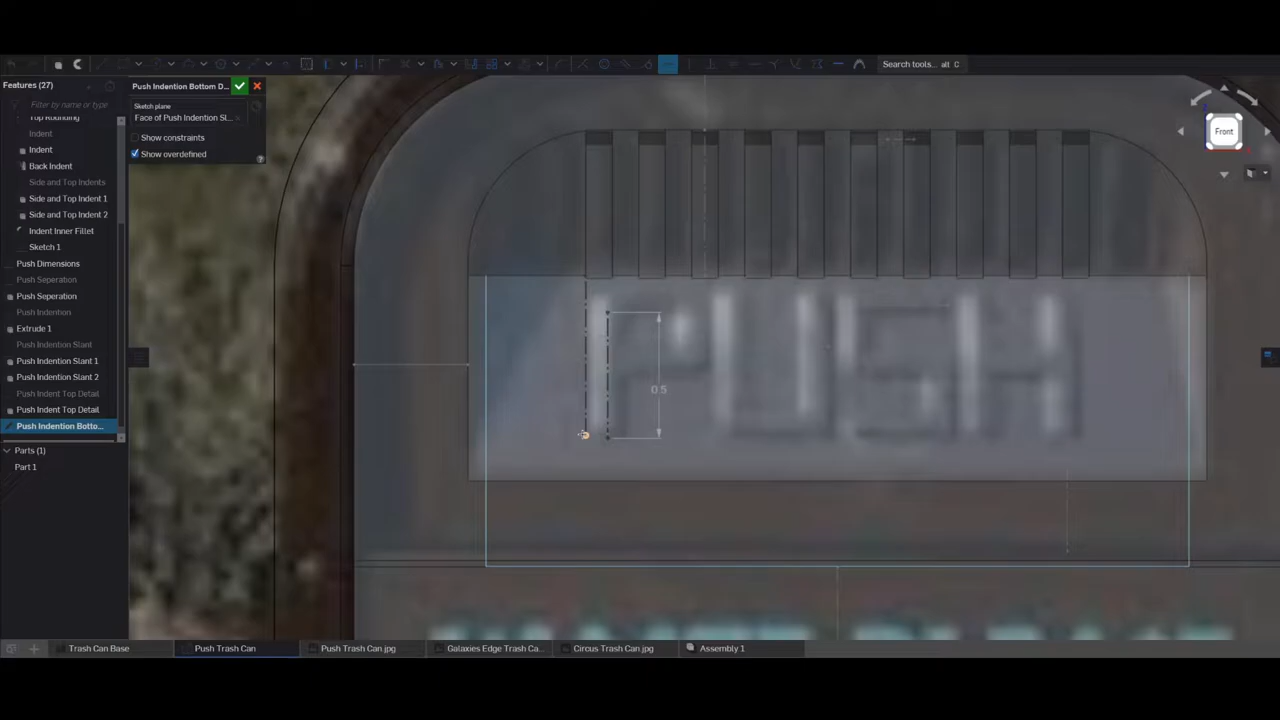 Search tools... alt C
Features (27)
Filter by name or type
Top Rounding
Indent
Indent
Back Indent
Side and Top Indents
Side and Top Indent 1
Side and Top Indent 2
Indent Inner Fillet
Sketch 1
Push Dimensions
Push Seperation
Push Seperation
Push Indention
Extrude 1
Push Indention Slant
Push Indention Slant 1
Push Indention Slant 2
Push Indent Top Detail
Push Indent Top Detail
Push Indention Botto...
Parts (1)
Part 1
Push Indention Bottom D...
Sketch plane
Face of Push Indention Sl...
Show constraints
Show overdefined
Front
0.5
PUSH
Trash Can Base
Push Trash Can
Push Trash Can.jpg
Galaxies Edge Trash Ca...
Circus Trash Can.jpg
Assembly 1